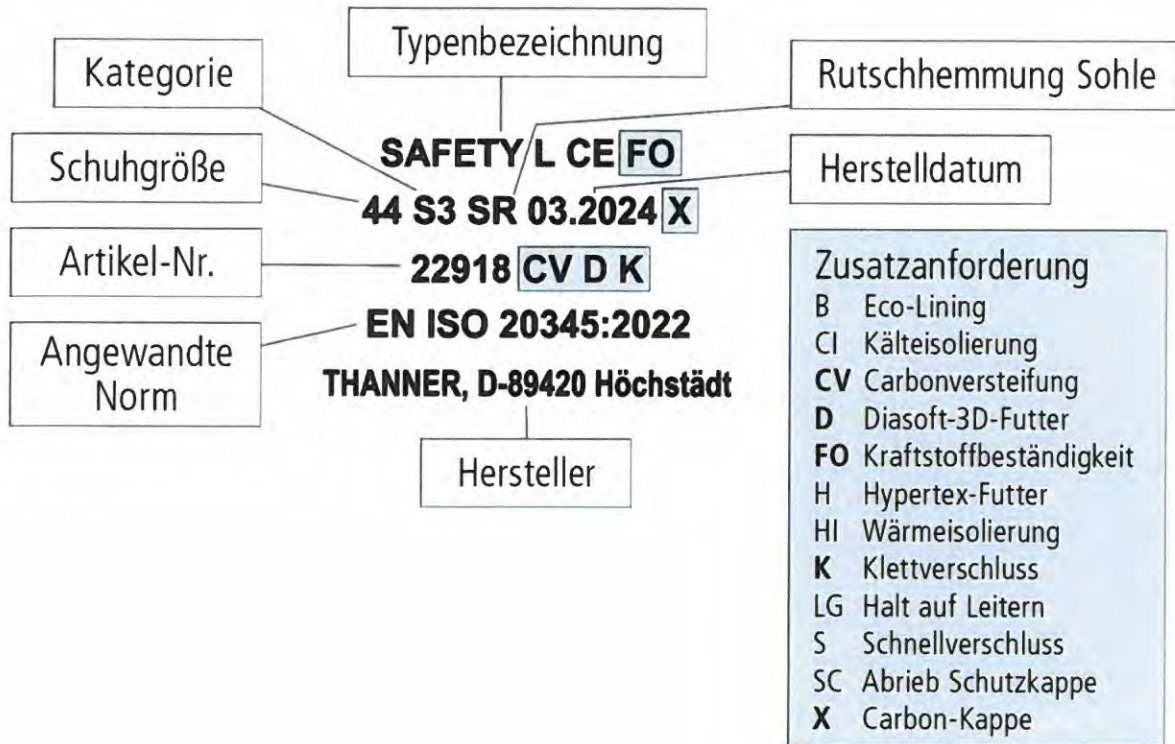 Typenbezeichnung
Kategorie
Rutschhemmung Sohle
Schuhgröße
Herstelldatum
Artikel-Nr.
Angewandte
Norm
SAFETY L CE FO
44 S3 SR 03.2024 X
22918 CV D K
EN ISO 20345:2022
THANNER, D-89420 Höchstädt
Hersteller
Zusatzanforderung
B Eco-Lining
CI Kälteisolierung
CV Carbonversteifung
D Diasoft-3D-Futter
FO Kraftstoffbeständigkeit
H Hypertex-Futter
HI Wärmeisolierung
K Klettverschluss
LG Halt auf Leitern
S Schnellverschluss
SC Abrieb Schutzkappe
X Carbon-Kappe